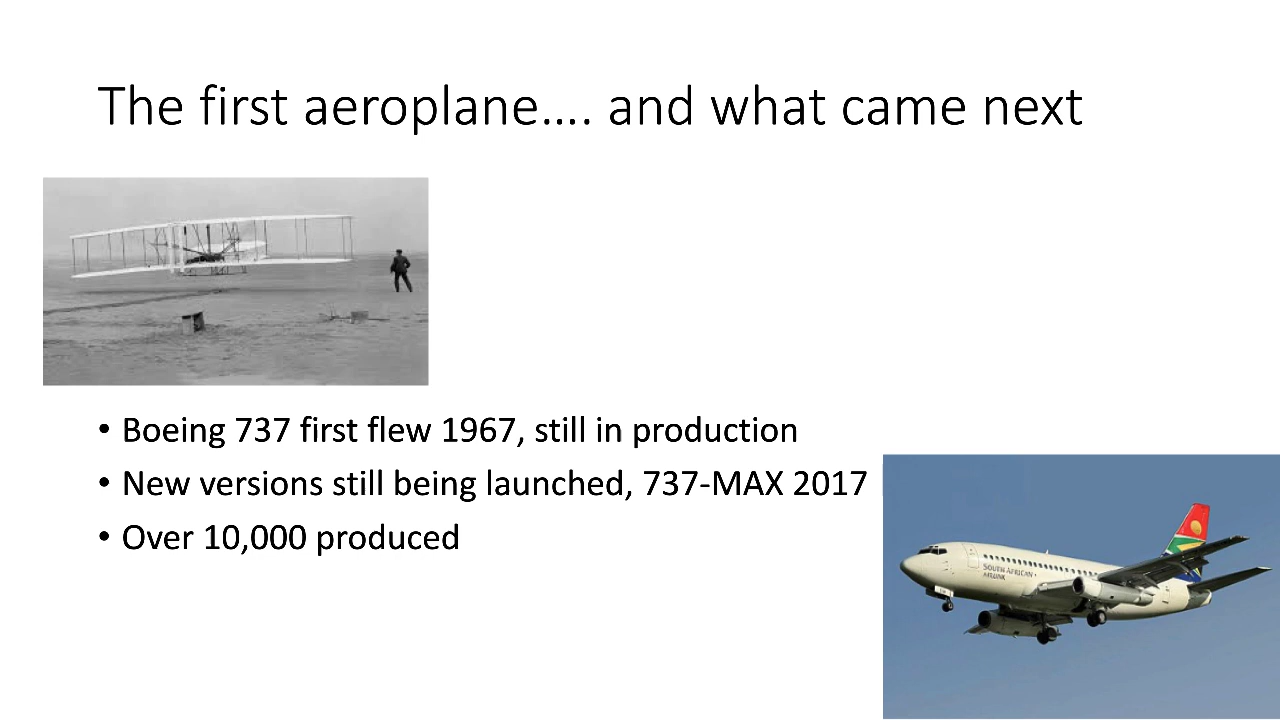 The first aeroplane.... and what came next
• Boeing 737 first flew 1967, still in production
• New versions still being launched, 737-MAX 2017
• Over 10,000 produced
SOUTH AFRICAN
AIRLINK